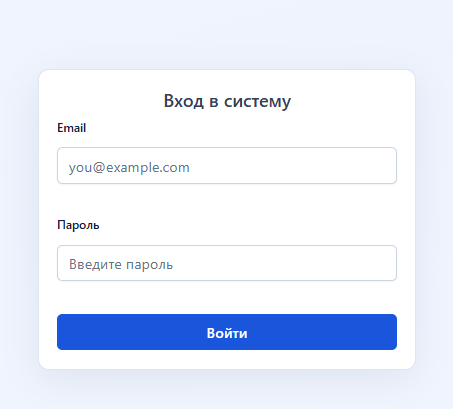 Вход в систему
Email
you@example.com
Пароль
Введите пароль
Войти